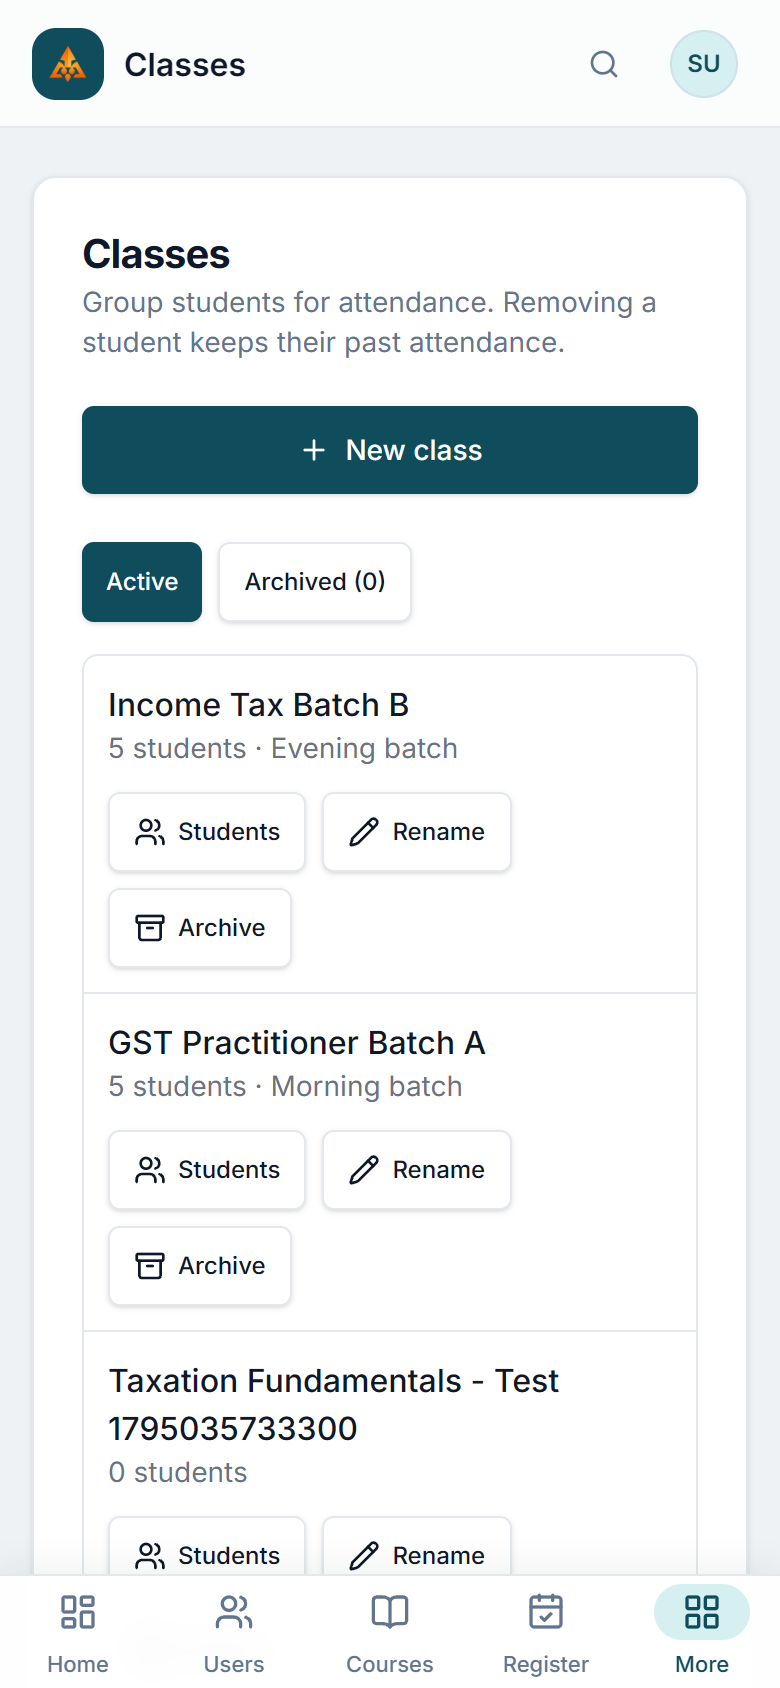 Classes
SU
Classes
Group students for attendance. Removing a
student keeps their past attendance.
New class
Active
Archived (0)
Income Tax Batch B
5 students · Evening batch
Students
Rename
Archive
GST Practitioner Batch A
5 students · Morning batch
Students
Rename
Archive
Taxation Fundamentals - Test
1795035733300
0 students
Students
Rename
Home
Users
Courses
Register
More